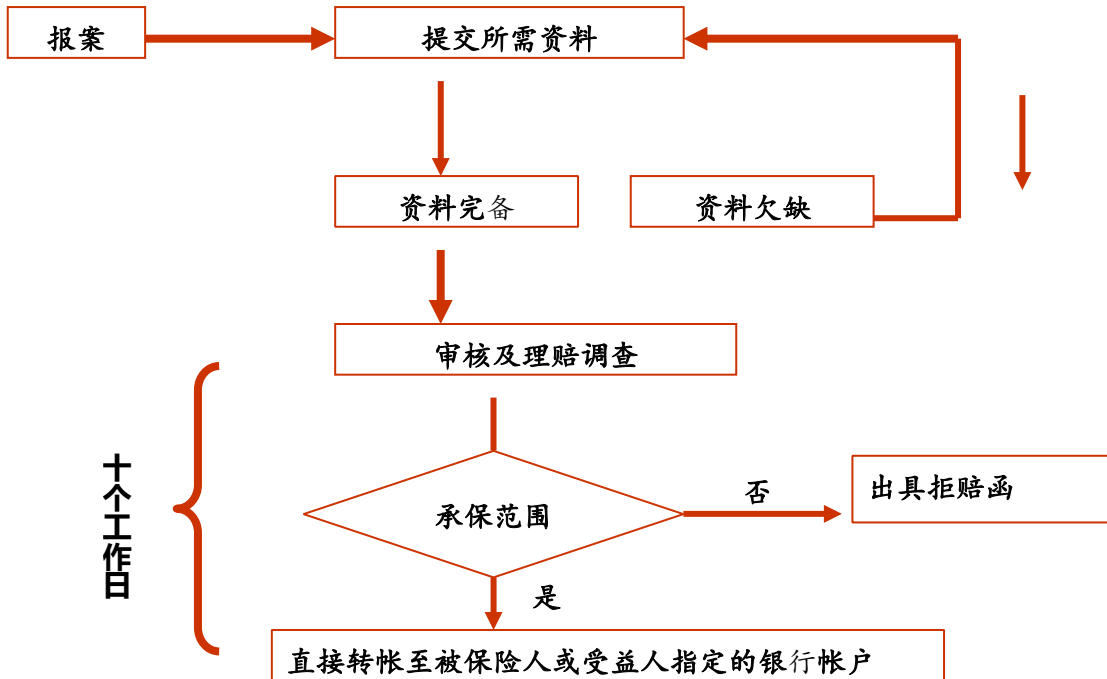 报案
提交所需资料
资料完备
资料欠缺
审核及理赔调查
十个工作日
承保范围
否
出具拒赔函
是
直接转帐至被保险人或受益人指定的银行帐户